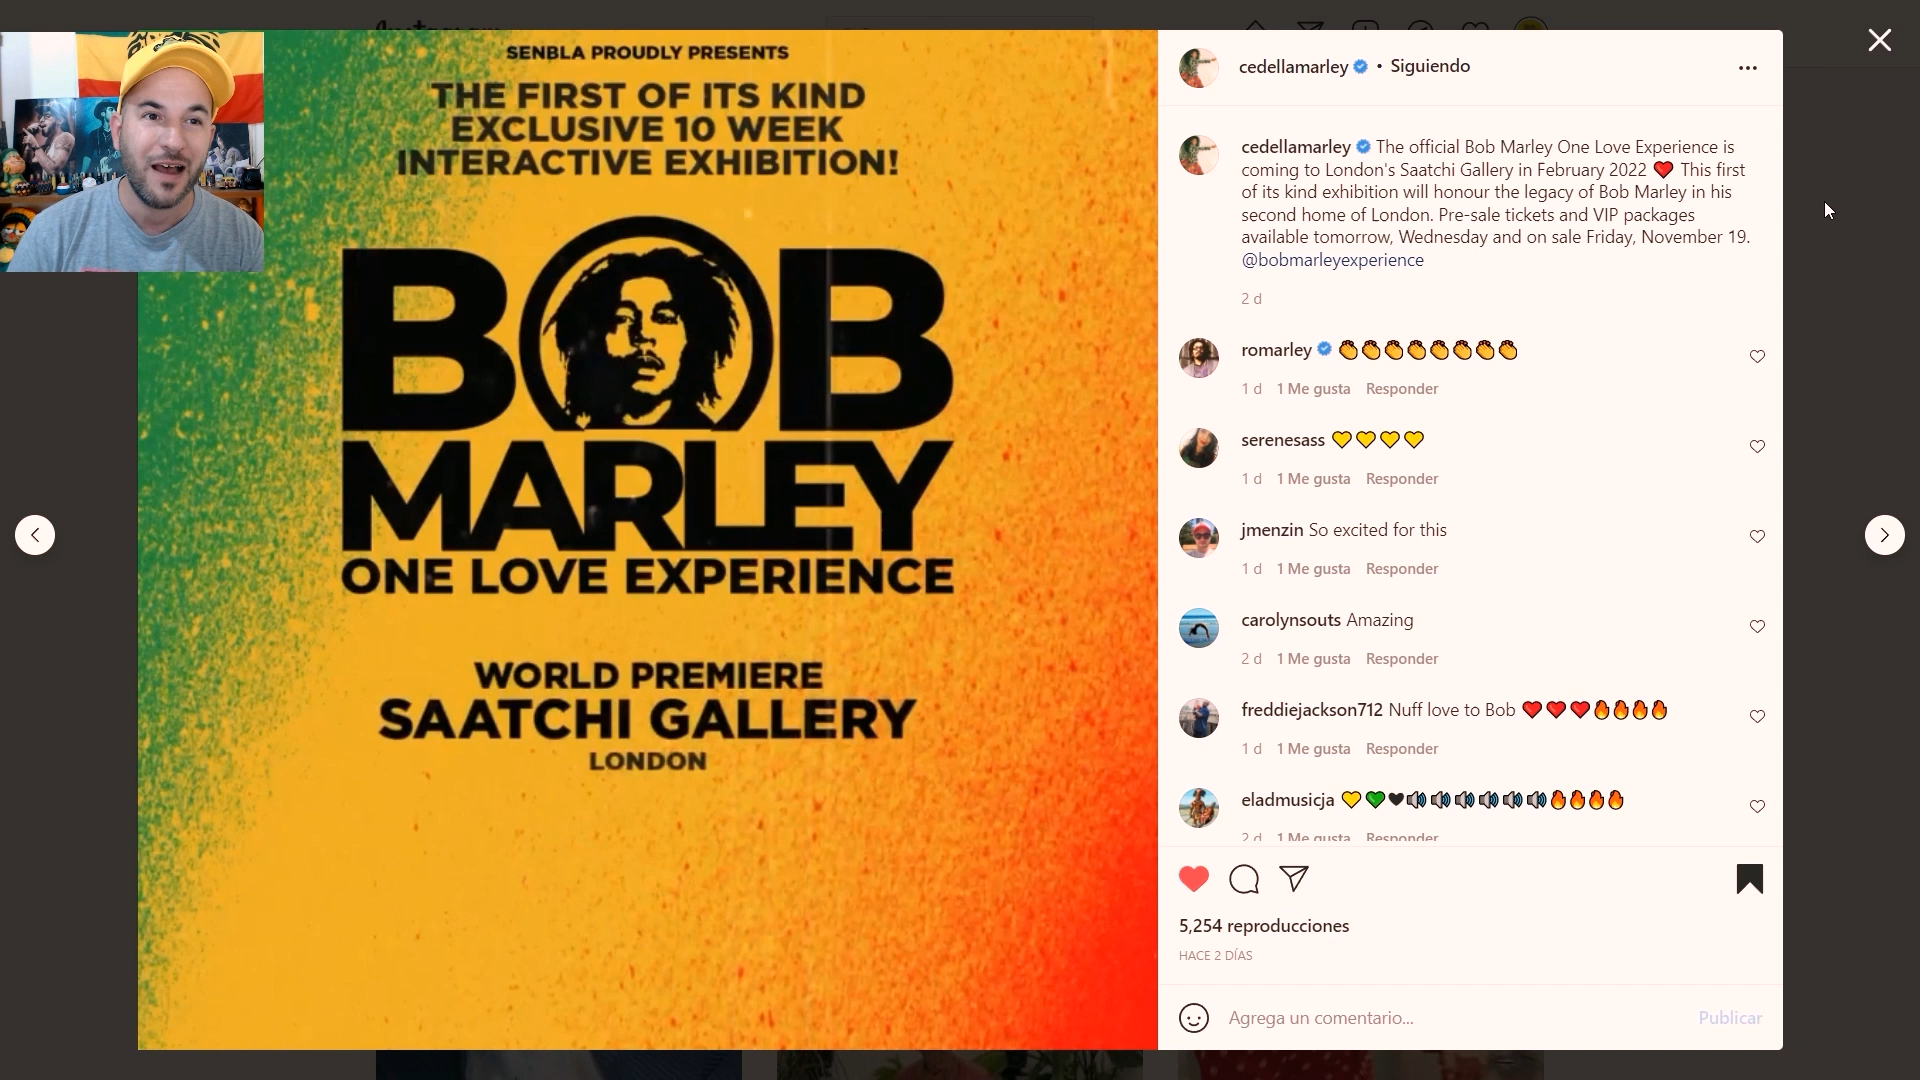 SENBLA PROUDLY PRESENTS
THE FIRST OF ITS KIND
EXCLUSIVE 10 WEEK
INTERACTIVE EXHIBITION!
BOB
MARLEY
ONE LOVE EXPERIENCE
WORLD PREMIERE
SAATCHI GALLERY
LONDON
cedellamarley • Siguiendo
cedellamarley The official Bob Marley One Love Experience is
coming to London's Saatchi Gallery in February 2022 ❤️ This first
of its kind exhibition will honour the legacy of Bob Marley in his
second home of London. Pre-sale tickets and VIP packages
available tomorrow, Wednesday and on sale Friday, November 19.
@bobmarleyexperience
2 d
romarley 👏👏👏👏👏👏👏👏
1 d 1 Me gusta Responder
serenesass 💛💛💛💛
1 d 1 Me gusta Responder
jmenzin So excited for this
1 d 1 Me gusta Responder
carolynsouts Amazing
2 d 1 Me gusta Responder
freddiejackson712 Nuff love to Bob ❤️❤️❤️🔥🔥🔥🔥
1 d 1 Me gusta Responder
eladmusicja 💛💚🖤🔊🔊🔊🔊🔊🔊🔥🔥🔥🔥
2 d 1 Me gusta Responder
5,254 reproducciones
HACE 2 DÍAS
Agrega un comentario... Publicar